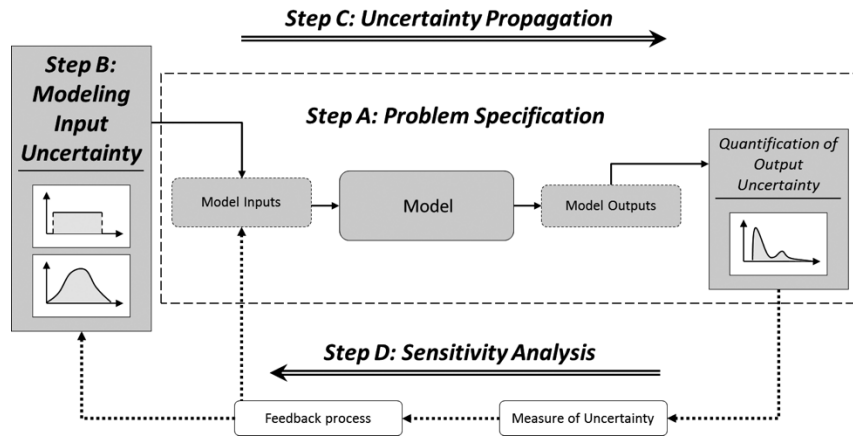 Step C: Uncertainty Propagation
Step B:
Modeling
Input
Uncertainty
Step A: Problem Specification
Quantification of
Output
Uncertainty
Model Inputs
Model
Model Outputs
Step D: Sensitivity Analysis
Feedback process
Measure of Uncertainty